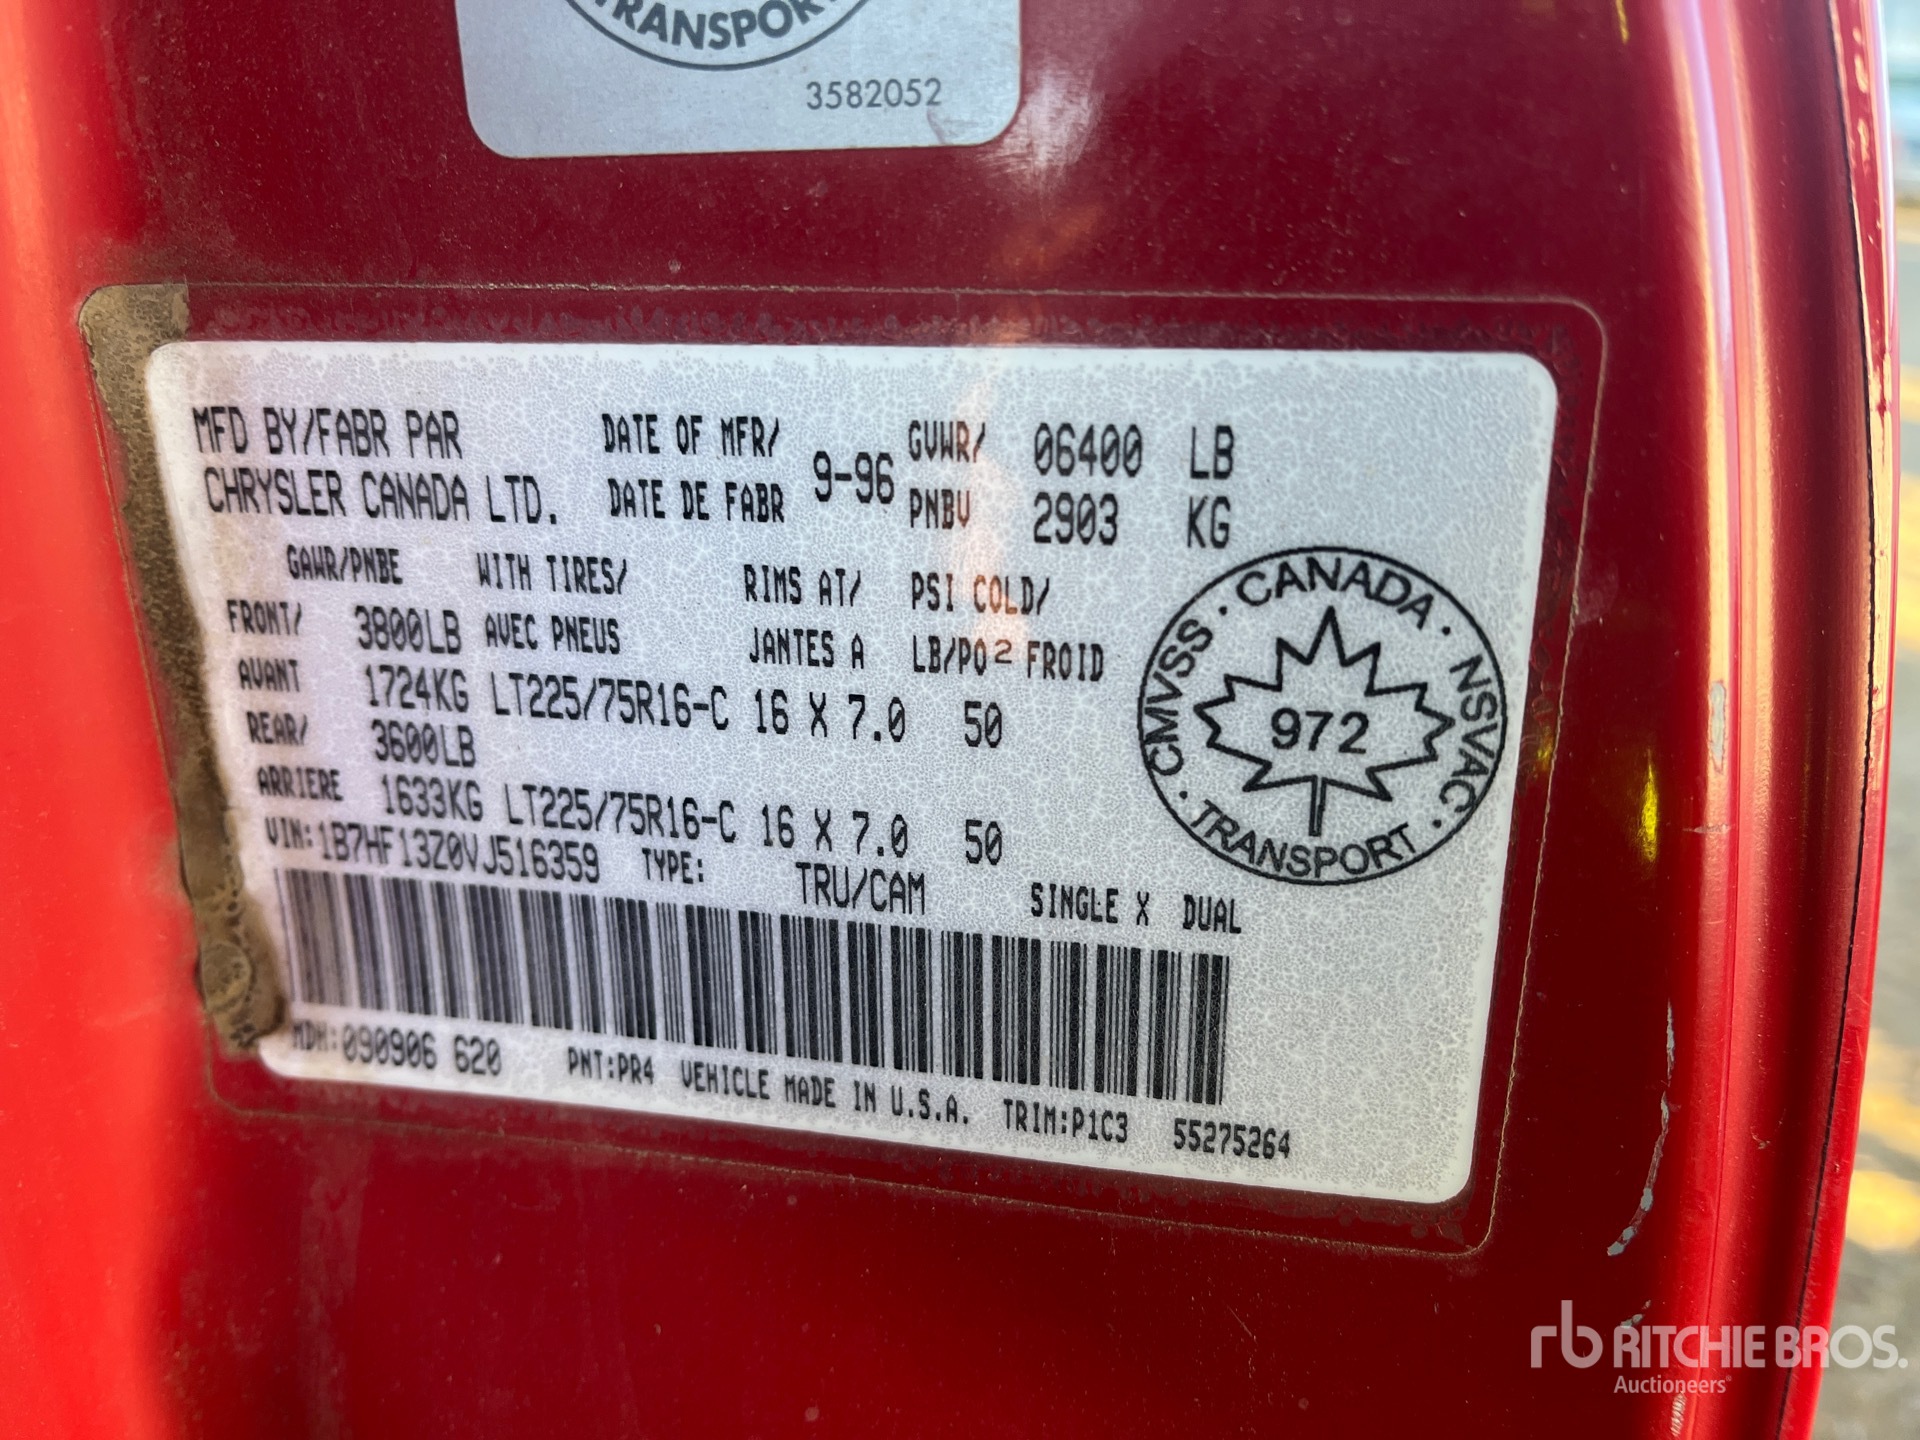 TRANSPORT
3582052
MFD BY/FABR PAR DATE OF MFR/ 9-96 GVWR/ 06400 LB
CHRYSLER CANADA LTD. DATE DE FABR PNBV 2903 KG
GAWR/PNBE WITH TIRES/ RIMS AT/ PSI COLD/
FRONT/ 3800LB AVEC PNEUS JANTES A LB/PO² FROID
AVANT 1724KG LT225/75R16-C 16 X 7.0 50
REAR/ 3600LB
ARRIERE 1633KG LT225/75R16-C 16 X 7.0 50
VIN:1B7HF13Z0VJ516359 TYPE: TRU/CAM SINGLE X DUAL
CANADA · NSVAC · TRANSPORT · CMVSS ·
972
MDH:090906 620 PNT:PR4 VEHICLE MADE IN U.S.A. TRIM:P1C3 55275264
rb RITCHIE BROS.
Auctioneers